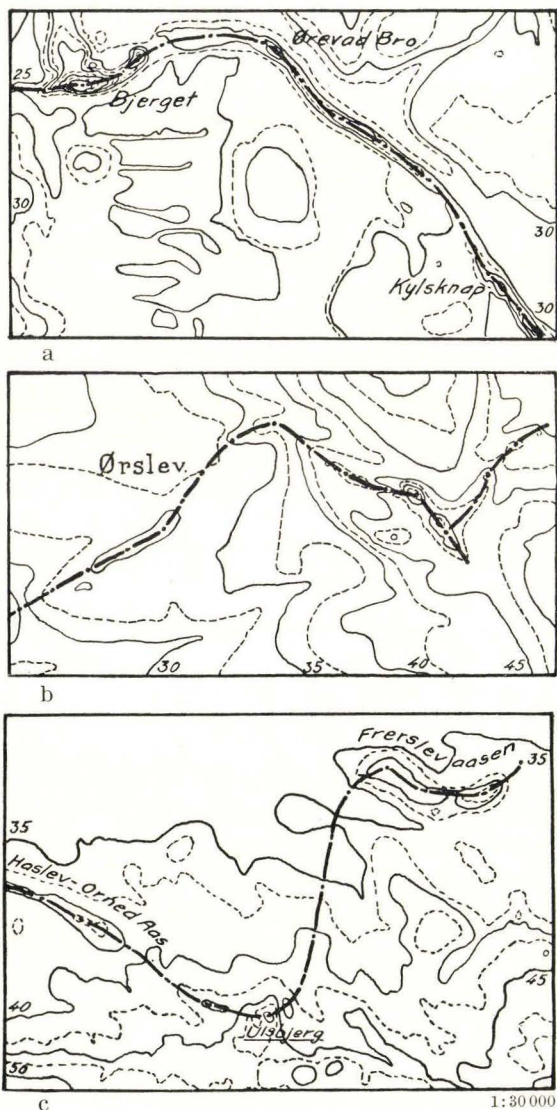 Ørevad Bro
25
Bjerget
30
30
Kylsknap
30
a
Ørslev.
30
35
40
45
b
Frerslev aasen
35
35
Haslev-Orned Aas
45
40
Ulsbjerg
50
c
1:30000